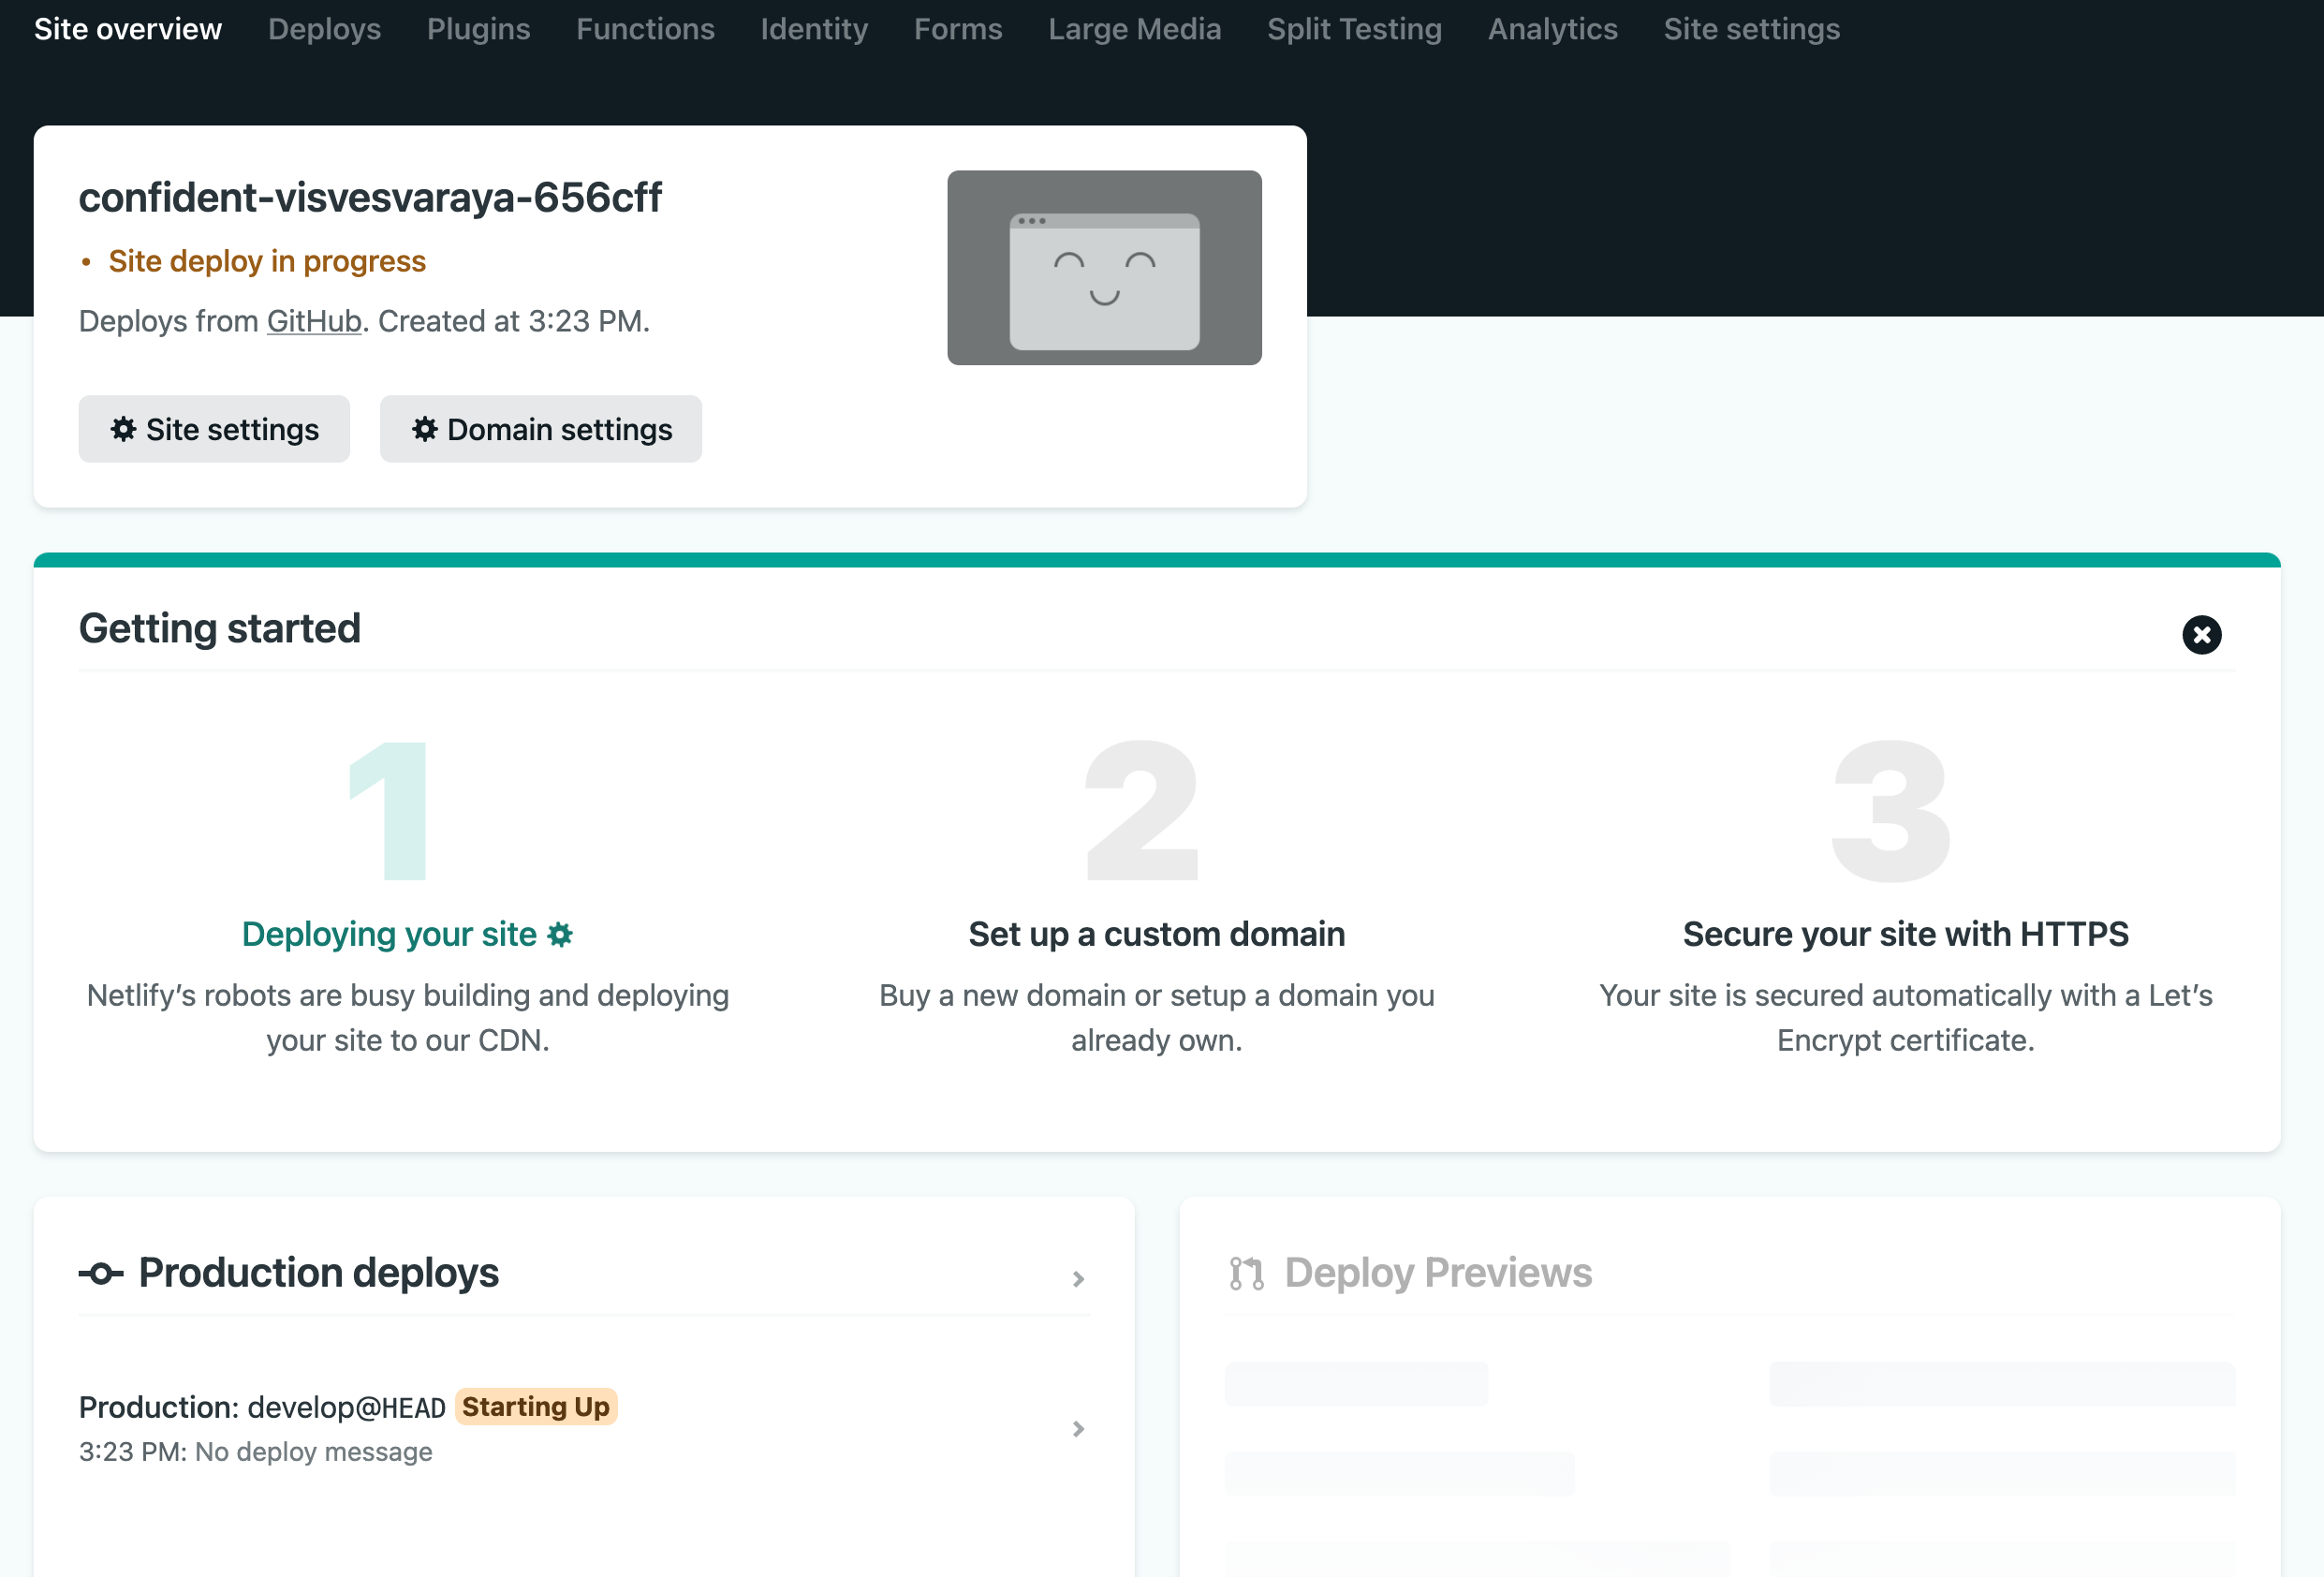 Site overview Deploys Plugins Functions Identity Forms Large Media Split Testing Analytics Site settings
confident-visvesvaraya-656cff
• Site deploy in progress
Deploys from GitHub. Created at 3:23 PM.
Site settings Domain settings
Getting started
1
Deploying your site
Netlify’s robots are busy building and deploying
your site to our CDN.
2
Set up a custom domain
Buy a new domain or setup a domain you
already own.
3
Secure your site with HTTPS
Your site is secured automatically with a Let’s
Encrypt certificate.
Production deploys
Production: develop@HEAD Starting Up
3:23 PM: No deploy message
Deploy Previews